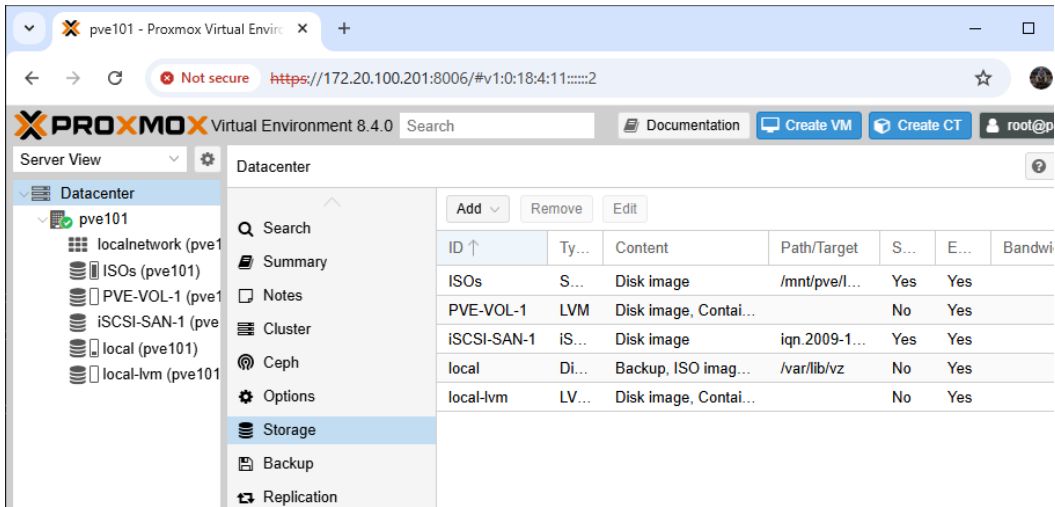 pve101 - Proxmox Virtual Enviro
Not secure https://172.20.100.201:8006/#v1:0:18:4:11::::::2
PROXMOX Virtual Environment 8.4.0 Search Documentation Create VM Create CT root@p
Server View
Datacenter
Datacenter
pve101
localnetwork (pve1
ISOs (pve101)
PVE-VOL-1 (pve1
iSCSI-SAN-1 (pve
local (pve101)
local-lvm (pve101
Search
Summary
Notes
Cluster
Ceph
Options
Storage
Backup
Replication
Add Remove Edit
ID Ty... Content Path/Target S... E... Bandwi
ISOs S... Disk image /mnt/pve/I... Yes Yes
PVE-VOL-1 LVM Disk image, Contai... No Yes
iSCSI-SAN-1 iS... Disk image iqn.2009-1... Yes Yes
local Di... Backup, ISO imag... /var/lib/vz No Yes
local-lvm LV... Disk image, Contai... No Yes